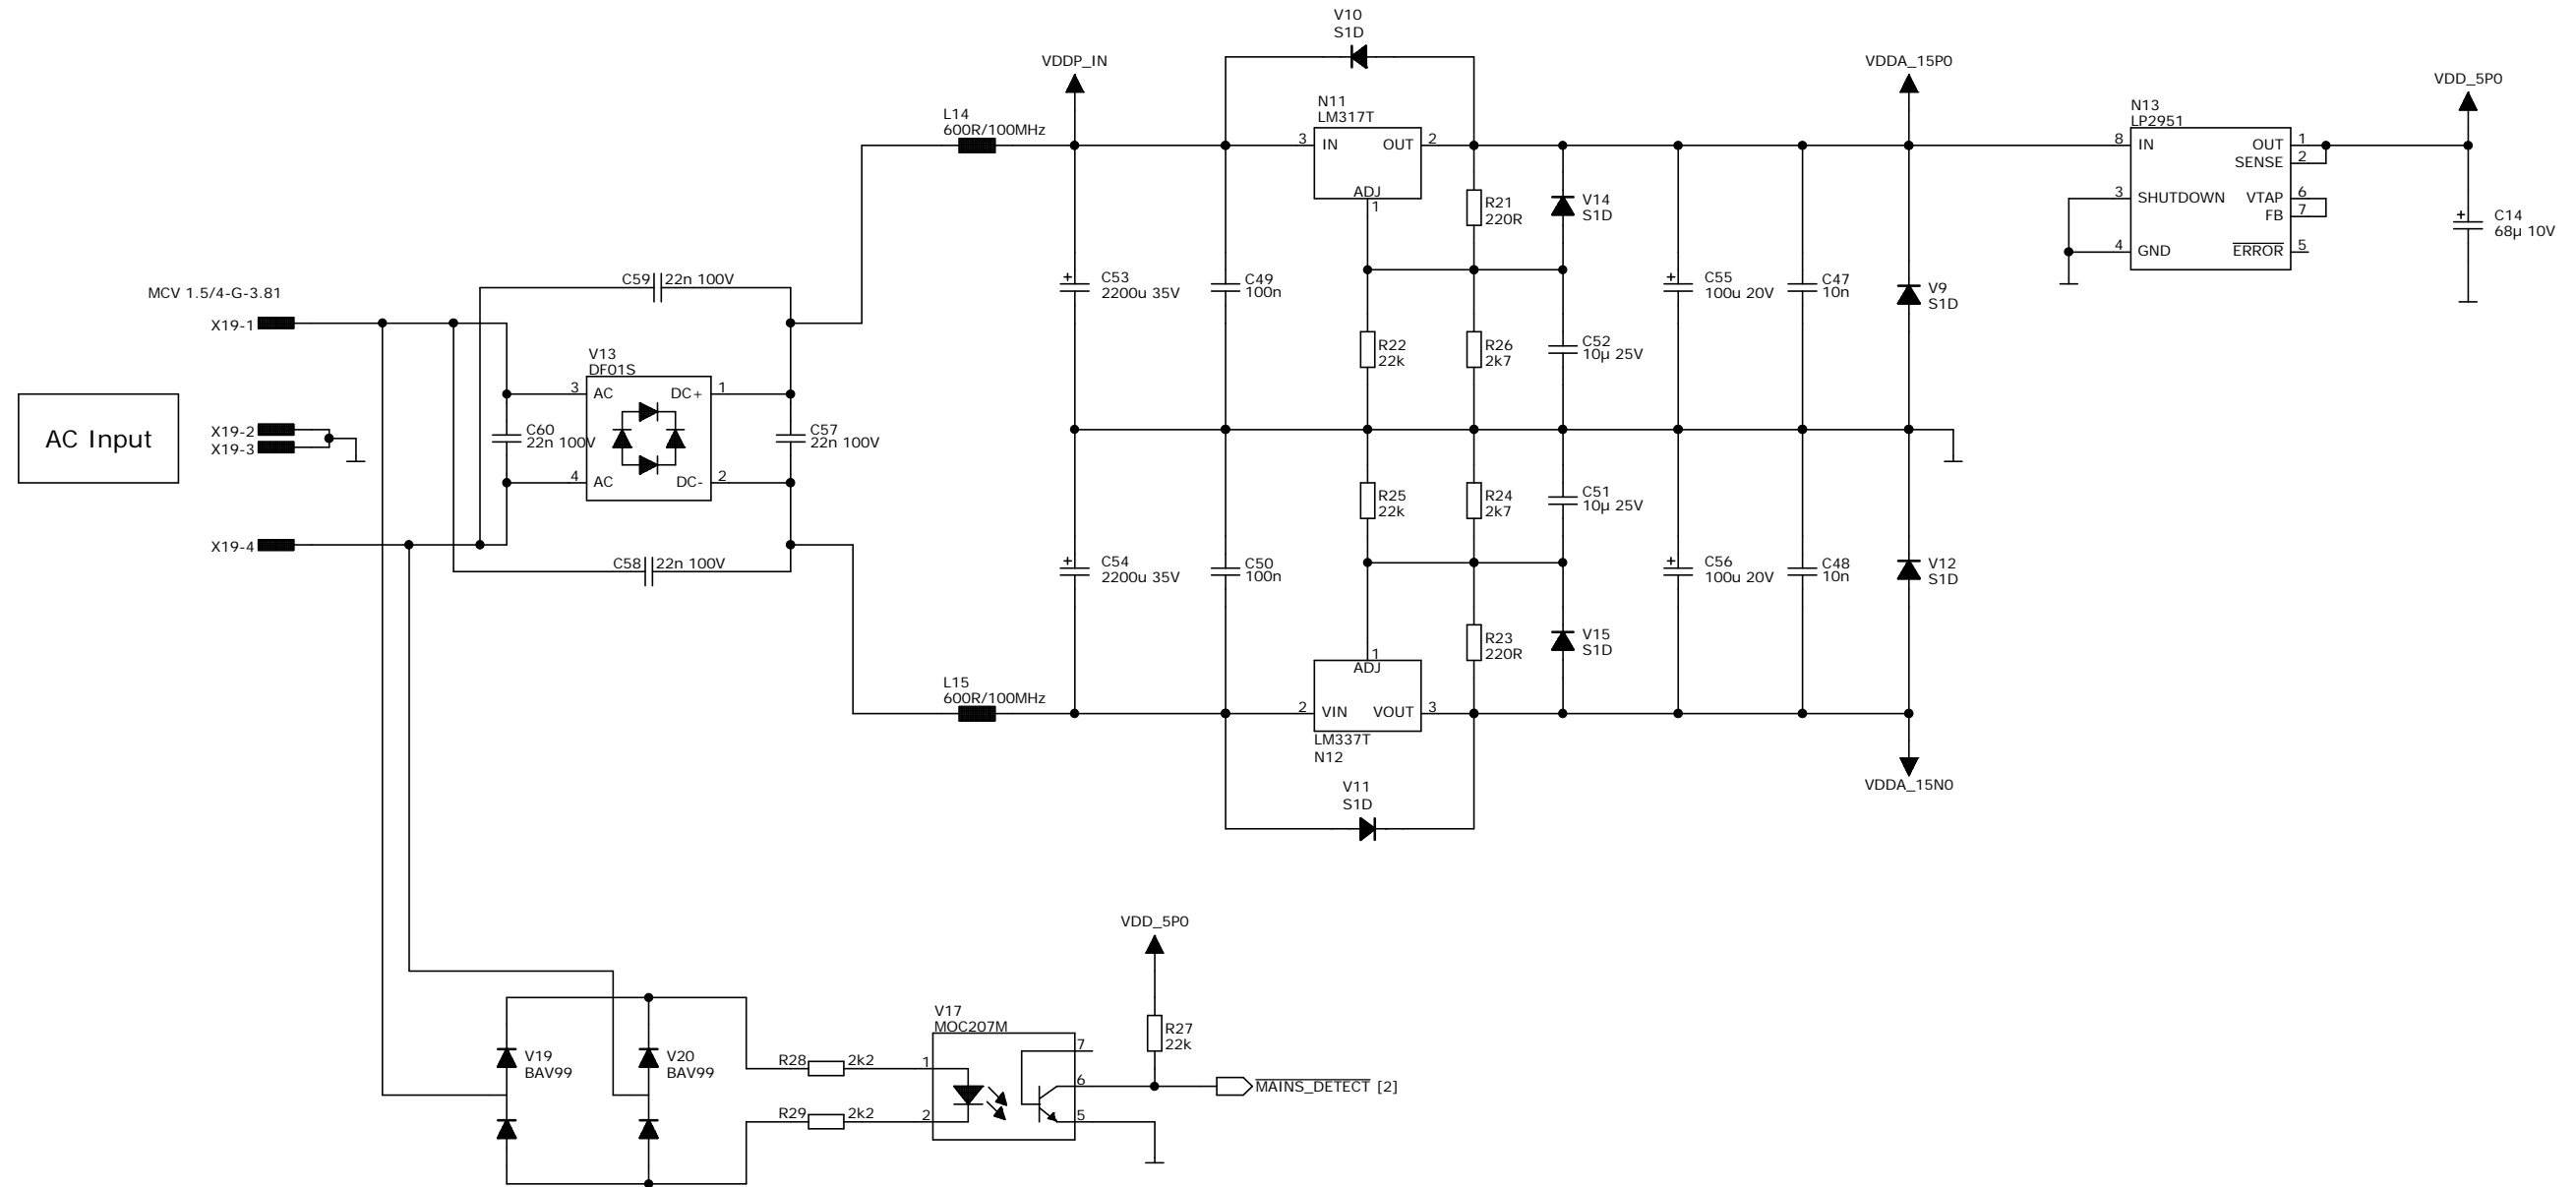 V10
S1D
VDDP_IN
VDDA_15P0
VDD_5P0
L14
600R/100MHz
N11
LM317T
3 IN OUT 2
ADJ
1
N13
LP2951
8 IN OUT 1
SENSE 2
3 SHUTDOWN VTAP 6
FB 7
4 GND ERROR 5
+ C14
68µ 10V
R21
220R
V14
S1D
C59 22n 100V
+ C53
2200u 35V
C49
100n
+ C55
100u 20V
C47
10n
V9
S1D
MCV 1.5/4-G-3.81
X19-1
R22
22k
R26
2k7
C52
10µ 25V
V13
DF01S
3 AC DC+ 1
4 AC DC- 2
AC Input
X19-2
X19-3
C60
22n 100V
C57
22n 100V
X19-4
C58 22n 100V
R25
22k
R24
2k7
C51
10µ 25V
+ C54
2200u 35V
C50
100n
+ C56
100u 20V
C48
10n
V12
S1D
R23
220R
V15
S1D
L15
600R/100MHz
1
ADJ
2 VIN VOUT 3
LM337T
N12
V11
S1D
VDDA_15N0
VDD_5P0
V17
MOC207M
R27
22k
V19
BAV99
V20
BAV99
R28 2k2
1
7
6
MAINS_DETECT [2]
R29 2k2
2
5